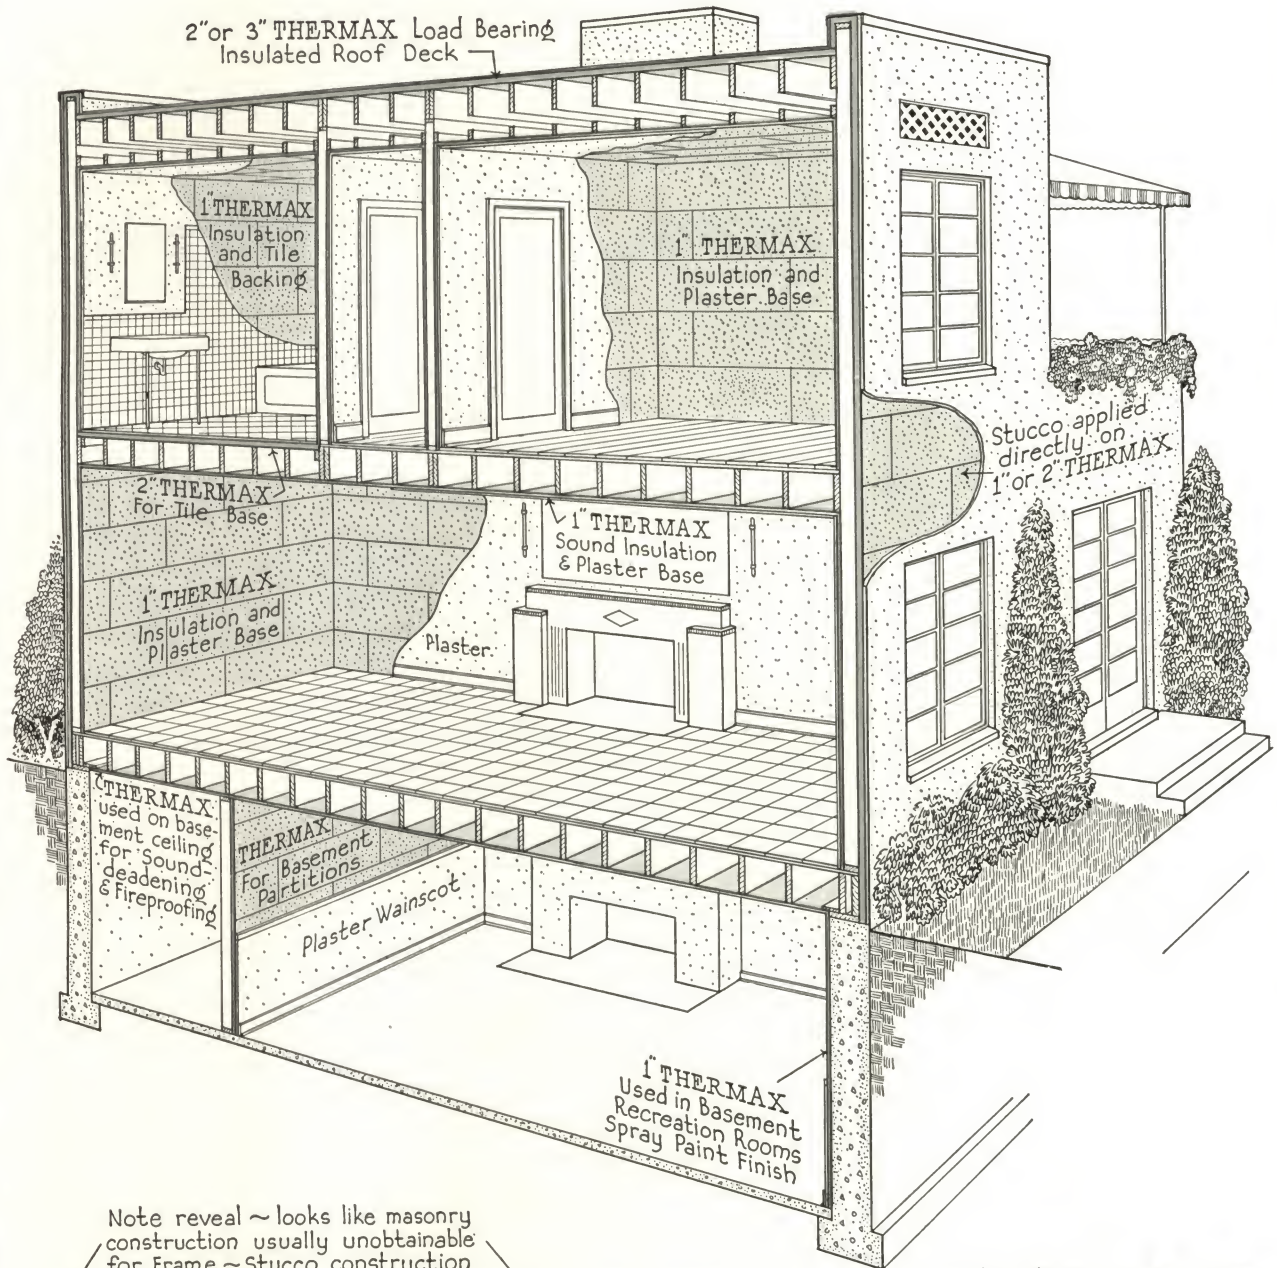 2" or 3" THERMAX Load Bearing
Insulated Roof Deck
1" THERMAX
Insulation
and Tile
Backing
1" THERMAX
Insulation and
Plaster Base
Stucco applied
directly on
1" or 2" THERMAX
2" THERMAX
For Tile Base
1" THERMAX
Sound Insulation
& Plaster Base
1" THERMAX
Insulation and
Plaster Base
Plaster
THERMAX
used on base-
ment ceiling
for Sound-
deadening
& Fireproofing
THERMAX
For Basement
Partitions
Plaster Wainscot
1" THERMAX
Used in Basement
Recreation Rooms
Spray Paint Finish
Note reveal ~ looks like masonry
construction usually unobtainable
for Frame ~ Stucco construction